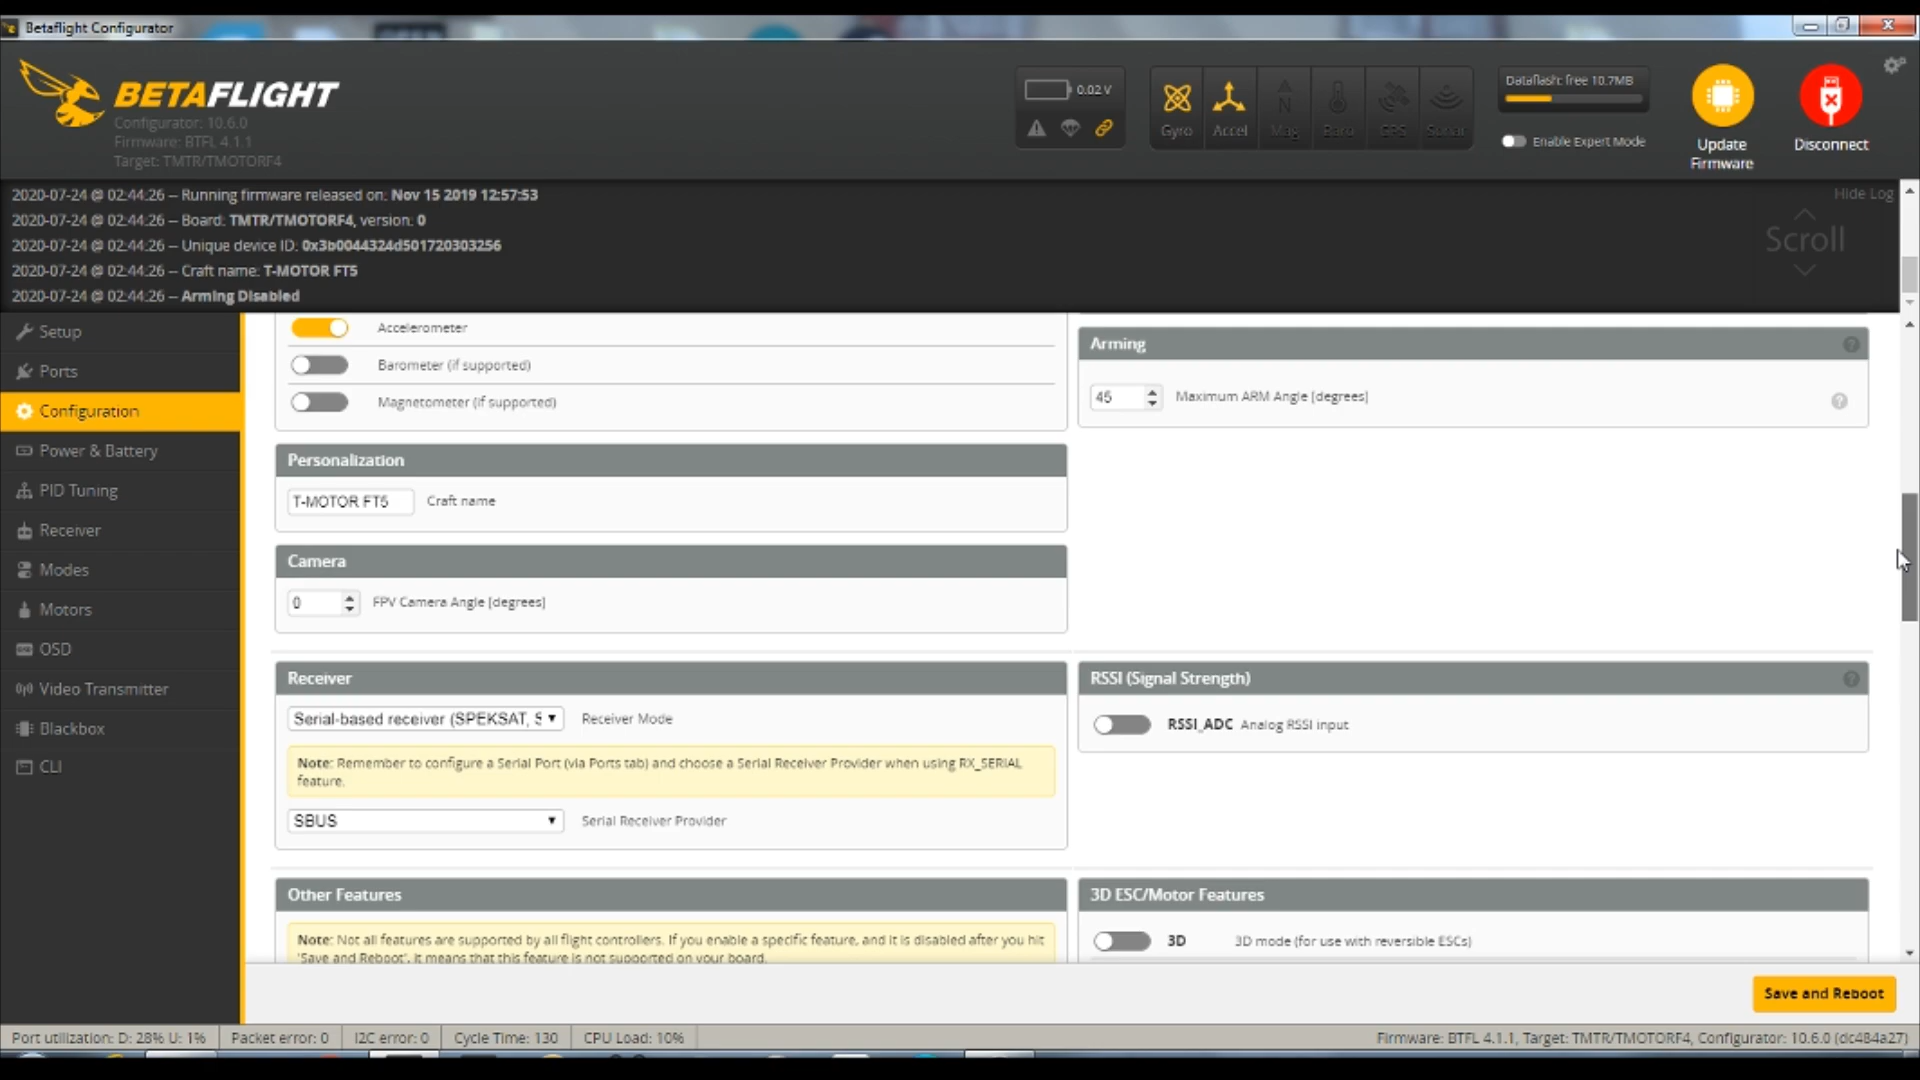 Betaflight Configurator
BETAFLIGHT
Configurator: 10.6.0
Firmware: BTFL 4.1.1
Target: TMTR/TMOTORF4
0.02 V
Gyro
Accel
Mag
Baro
GPS
Sonar
Dataflash: free 10.7MB
Enable Expert Mode
Update
Firmware
Disconnect
2020-07-24 @ 02:44:26 -- Running firmware released on: Nov 15 2019 12:57:53
2020-07-24 @ 02:44:26 -- Board: TMTR/TMOTORF4, version: 0
2020-07-24 @ 02:44:26 -- Unique device ID: 0x3b0044324d501720303256
2020-07-24 @ 02:44:26 -- Craft name: T-MOTOR FT5
2020-07-24 @ 02:44:26 -- Arming Disabled
Hide Log
Scroll
Setup
Ports
Configuration
Power & Battery
PID Tuning
Receiver
Modes
Motors
OSD
Video Transmitter
Blackbox
CLI
Accelerometer
Barometer (if supported)
Magnetometer (if supported)
Arming
45 Maximum ARM Angle [degrees]
Personalization
T-MOTOR FT5 Craft name
Camera
0 FPV Camera Angle [degrees]
Receiver
Serial-based receiver (SPEKSAT, S Receiver Mode
Note: Remember to configure a Serial Port (via Ports tab) and choose a Serial Receiver Provider when using RX_SERIAL
feature.
SBUS Serial Receiver Provider
RSSI (Signal Strength)
RSSI_ADC Analog RSSI input
Other Features
Note: Not all features are supported by all flight controllers. If you enable a specific feature, and it is disabled after you hit
'Save and Reboot', it means that this feature is not supported on your board.
3D ESC/Motor Features
3D 3D mode (for use with reversible ESCs)
Save and Reboot
Port utilization: D: 28% U: 1%
Packet error: 0
I2C error: 0
Cycle Time: 130
CPU Load: 10%
Firmware: BTFL 4.1.1, Target: TMTR/TMOTORF4, Configurator: 10.6.0 (dc484a27)